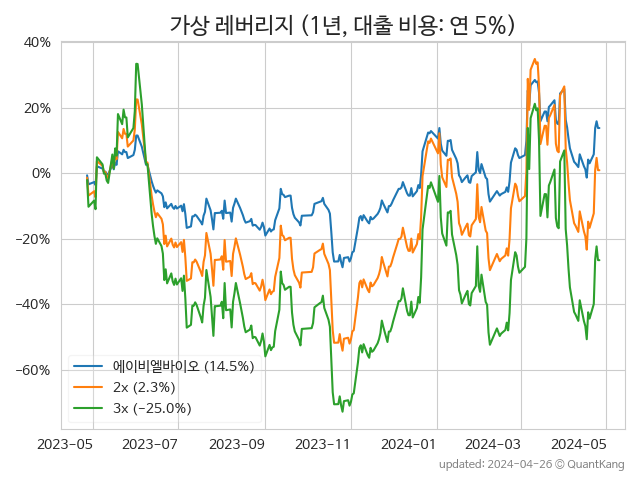 가상 레버리지 (1년, 대출 비용: 연 5%)
40%
20%
0%
−20%
−40%
−60%
에이비엘바이오 (14.5%)
2x (2.3%)
3x (−25.0%)
2023-05 2023-07 2023-09 2023-11 2024-01 2024-03 2024-05
updated: 2024-04-26 © QuantKang